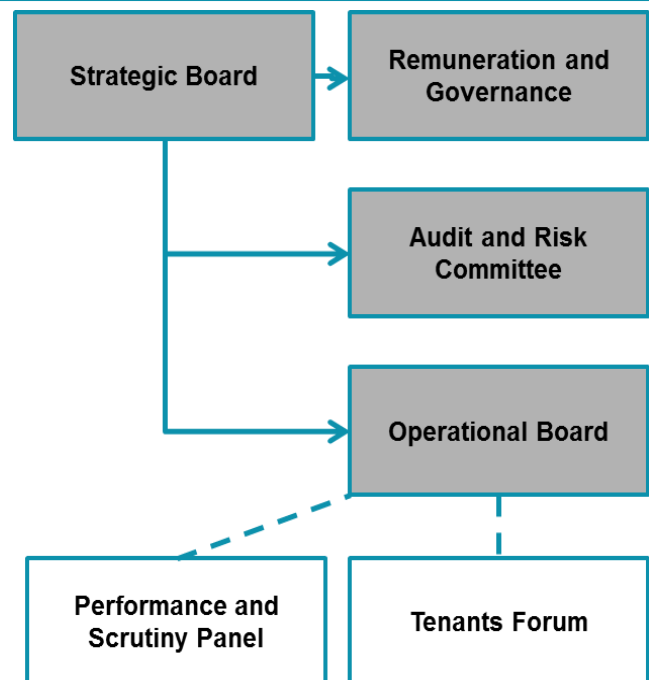 Strategic Board
Remuneration and
Governance
Audit and Risk
Committee
Operational Board
Performance and
Scrutiny Panel
Tenants Forum